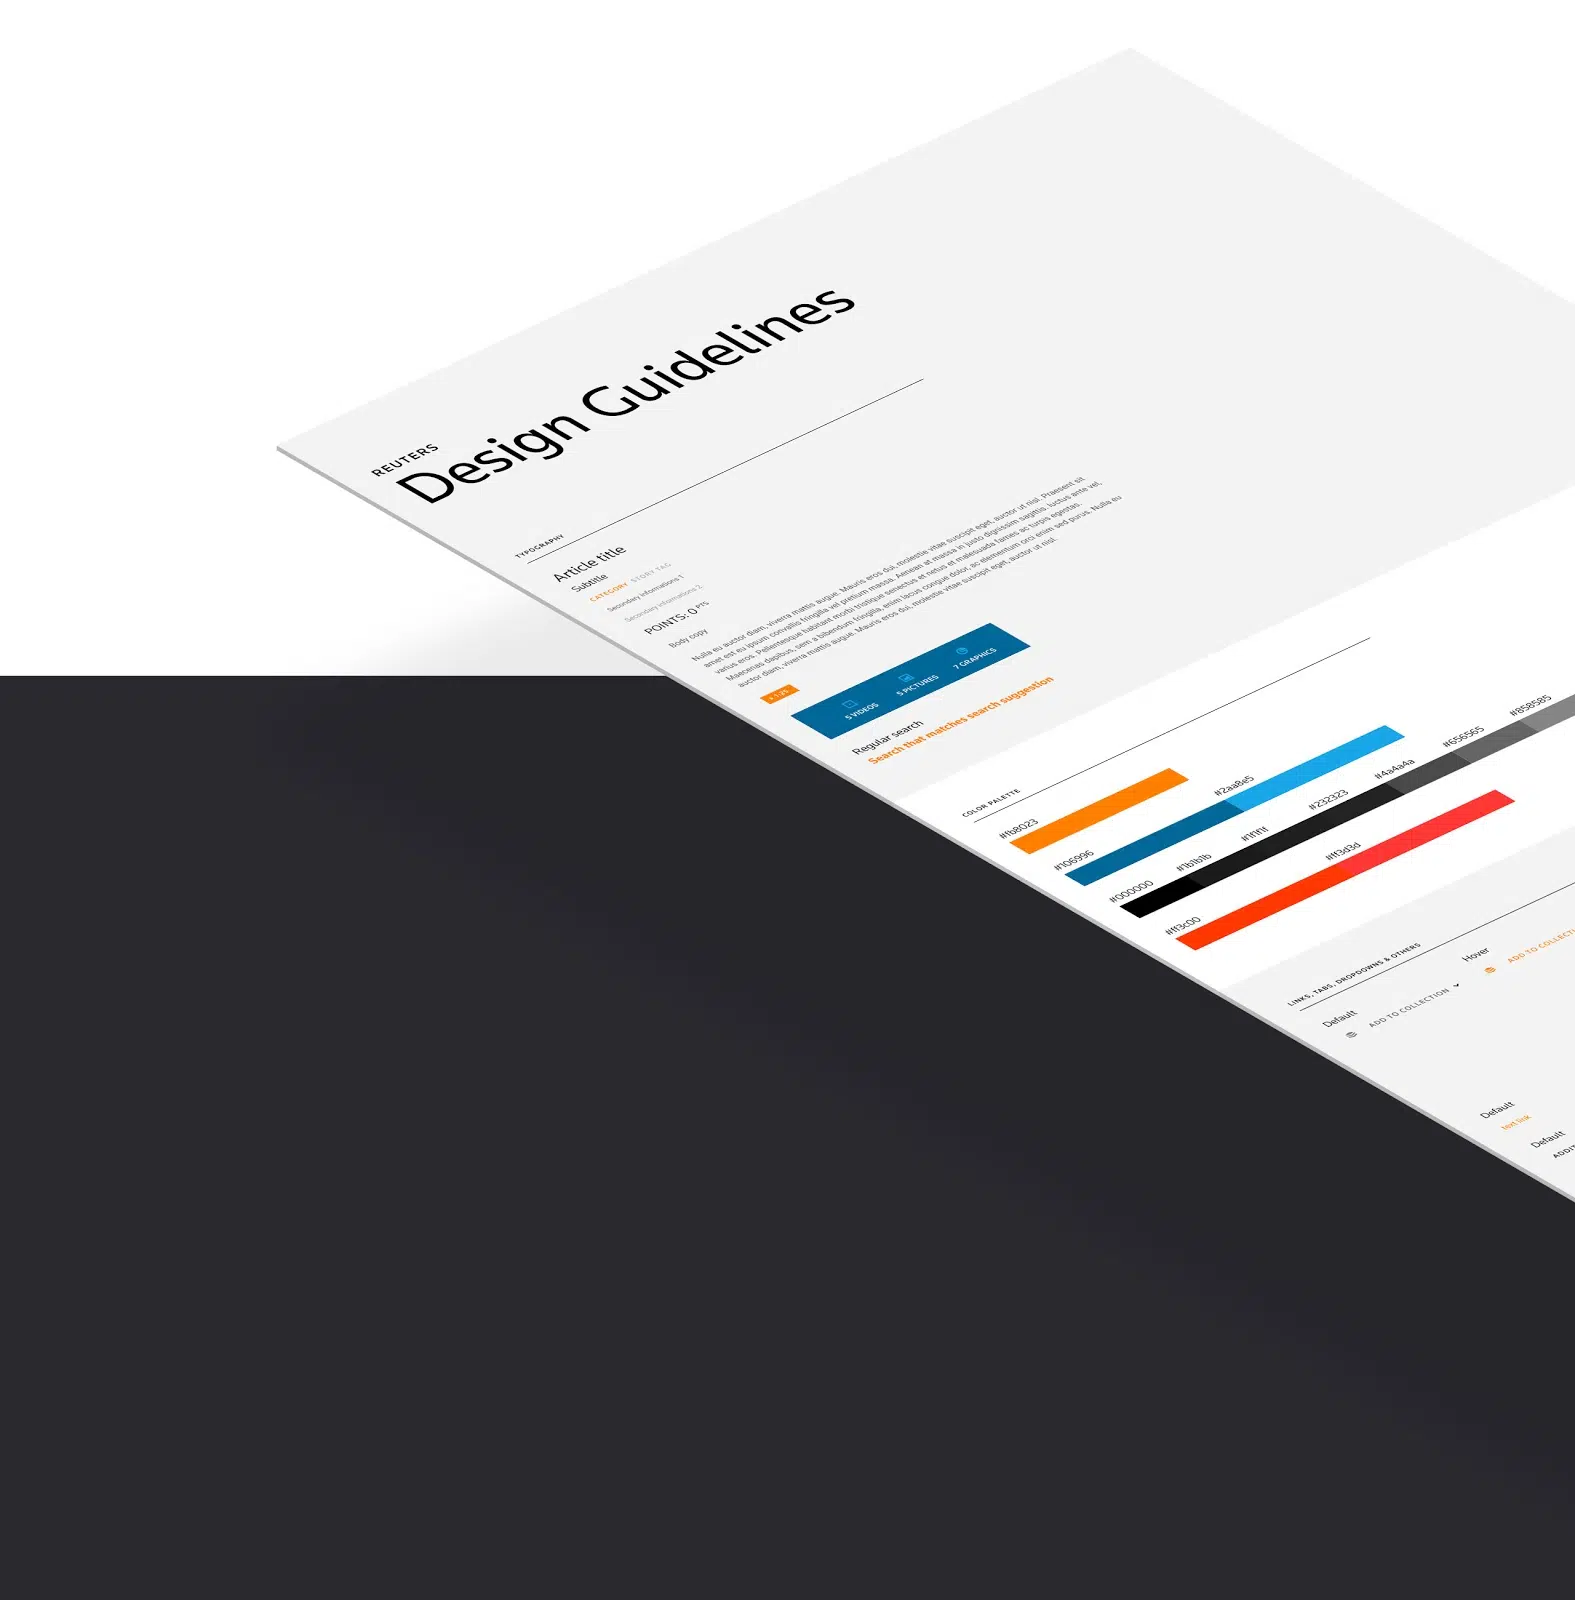 REUTERS
Design Guidelines
TYPOGRAPHY
Article title
Subtitle
CATEGORY STORY TAG
Secondary informations 1
Secondary informations 2
POINTS: 0 PTS
Body copy
Nulla eu auctor diam, viverra mattis augue. Mauris eros dui, molestie vitae suscipit eget, auctor ut nisl. Praesent sit
amet est eu ipsum convallis fringilla vel pretium massa. Aenean at massa in justo dignissim sagittis. luctus ante vel,
varius eros. Pellentesque habitant morbi tristique senectus et netus et malesuada fames ac turpis egestas.
Maecenas dapibus, sem a bibendum fringilla, enim lacus congue dolor, ac elementum orci enim sed purus. Nulla eu
auctor diam, viverra mattis augue. Mauris eros dui, molestie vitae suscipit eget, auctor ut nisl.
5 VIDEOS
5 PICTURES
7 GRAPHICS
Regular search
Search that matches search suggestion
COLOR PALETTE
#fb8023
#106996
#2aa8e5
#000000
#1b1b1b
#1f1f1f
#232323
#4a4a4a
#656565
#858585
#ff3c00
#ff3d3d
LINKS, TABS, DROPDOWNS & OTHERS
Default
ADD TO COLLECTION
Hover
ADD TO COLLECTI
Default
text link
Default
ADDIT